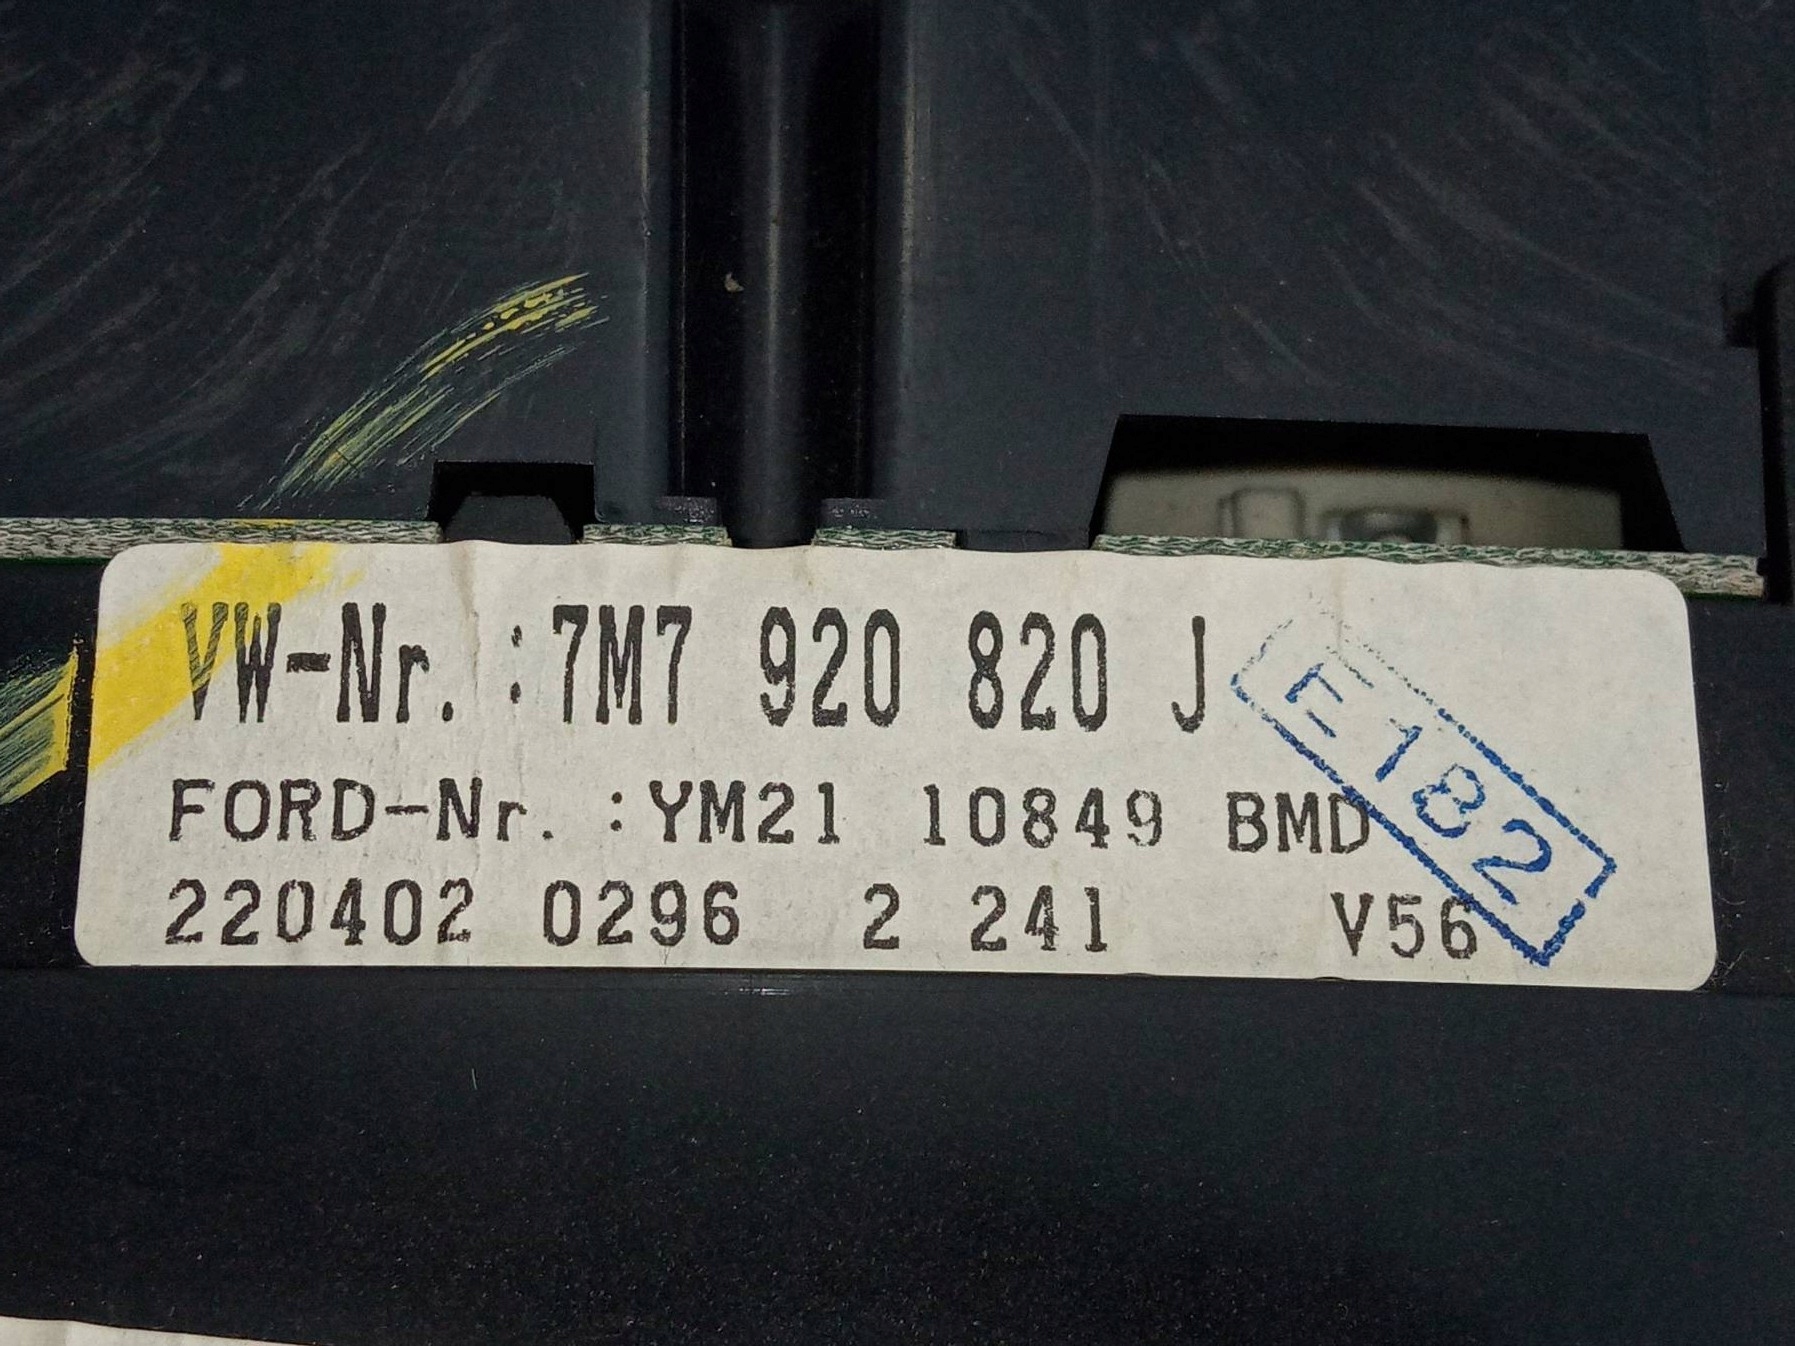 VW-Nr. :7M7 920 820 J
FORD-Nr. :YM21 10849 BMD
220402 0296 2 241 V56
E182